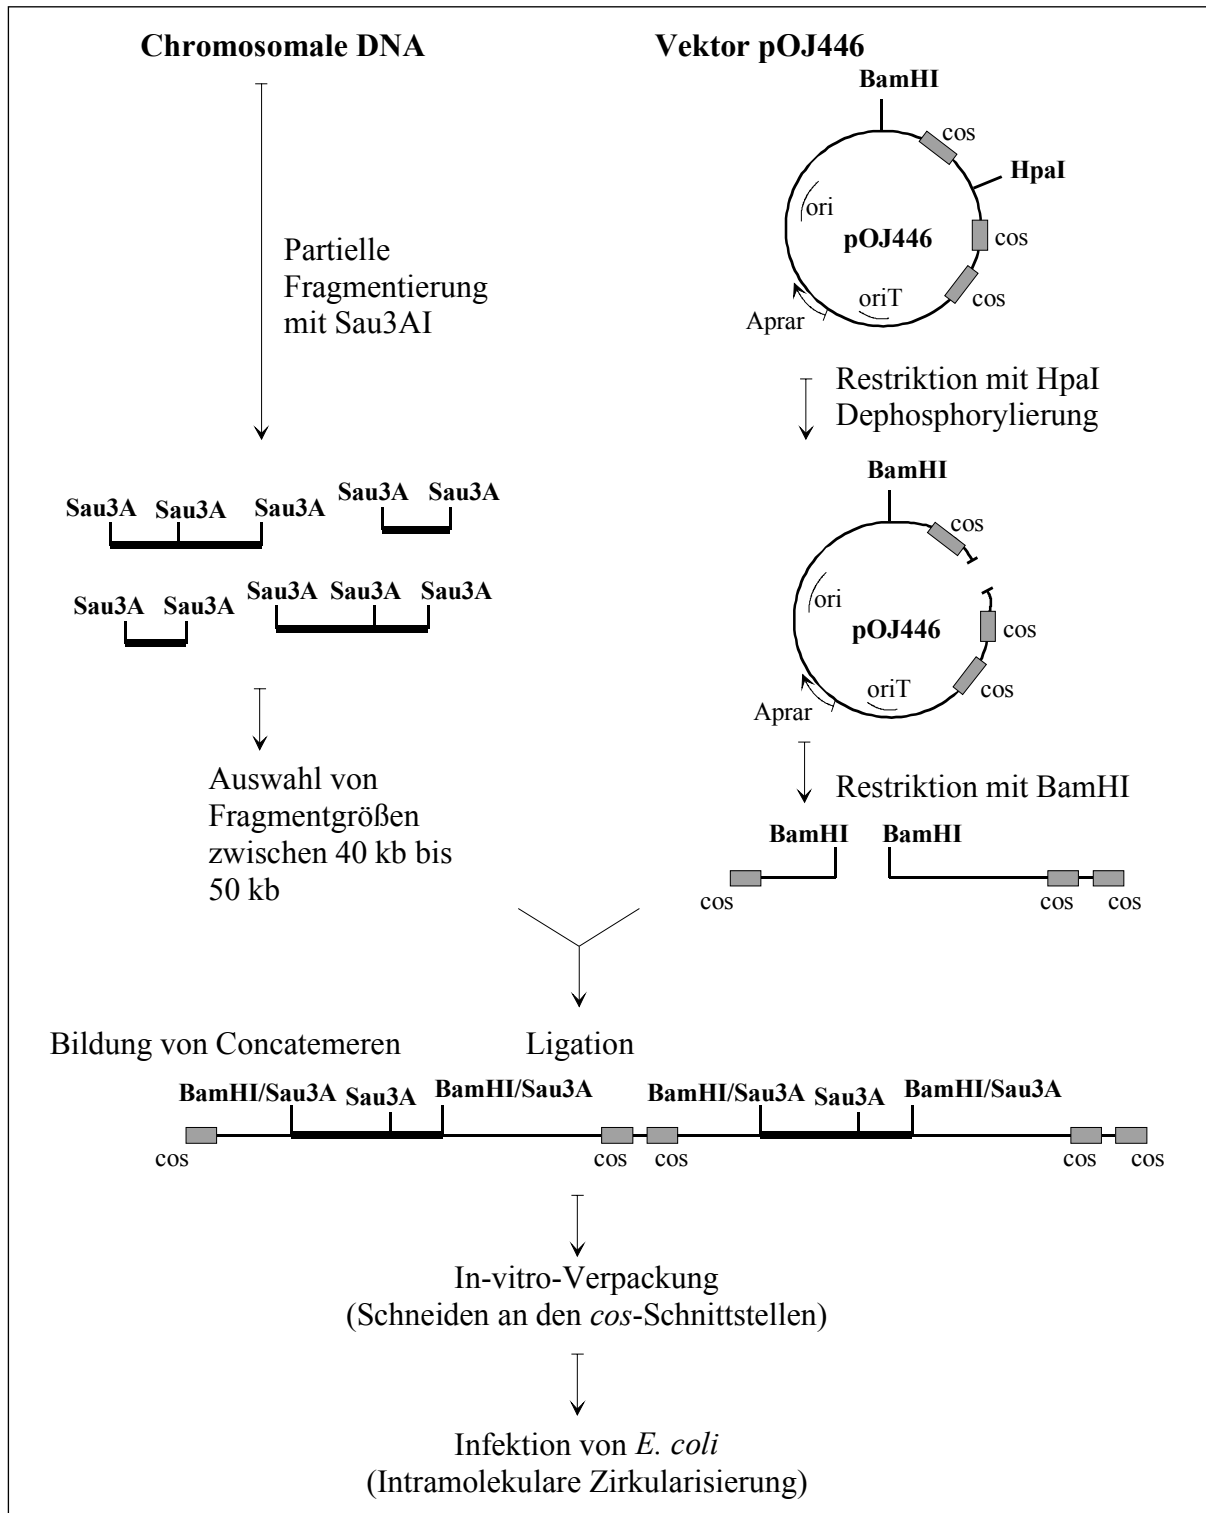 Chromosomale DNA
Vektor pOJ446
BamHI
cos
HpaI
ori
pOJ446
cos
oriT
cos
Aprar
Partielle
Fragmentierung
mit Sau3AI
Restriktion mit HpaI
Dephosphorylierung
BamHI
cos
ori
pOJ446
cos
oriT
cos
Aprar
Sau3A Sau3A Sau3A
Sau3A Sau3A
Sau3A Sau3A
Sau3A Sau3A Sau3A
Auswahl von
Fragmentgrößen
zwischen 40 kb bis
50 kb
Restriktion mit BamHI
BamHI BamHI
cos cos cos
Bildung von Concatemeren
Ligation
BamHI/Sau3A Sau3A BamHI/Sau3A BamHI/Sau3A Sau3A BamHI/Sau3A
cos cos cos cos cos
In-vitro-Verpackung
(Schneiden an den cos-Schnittstellen)
Infektion von E. coli
(Intramolekulare Zirkularisierung)